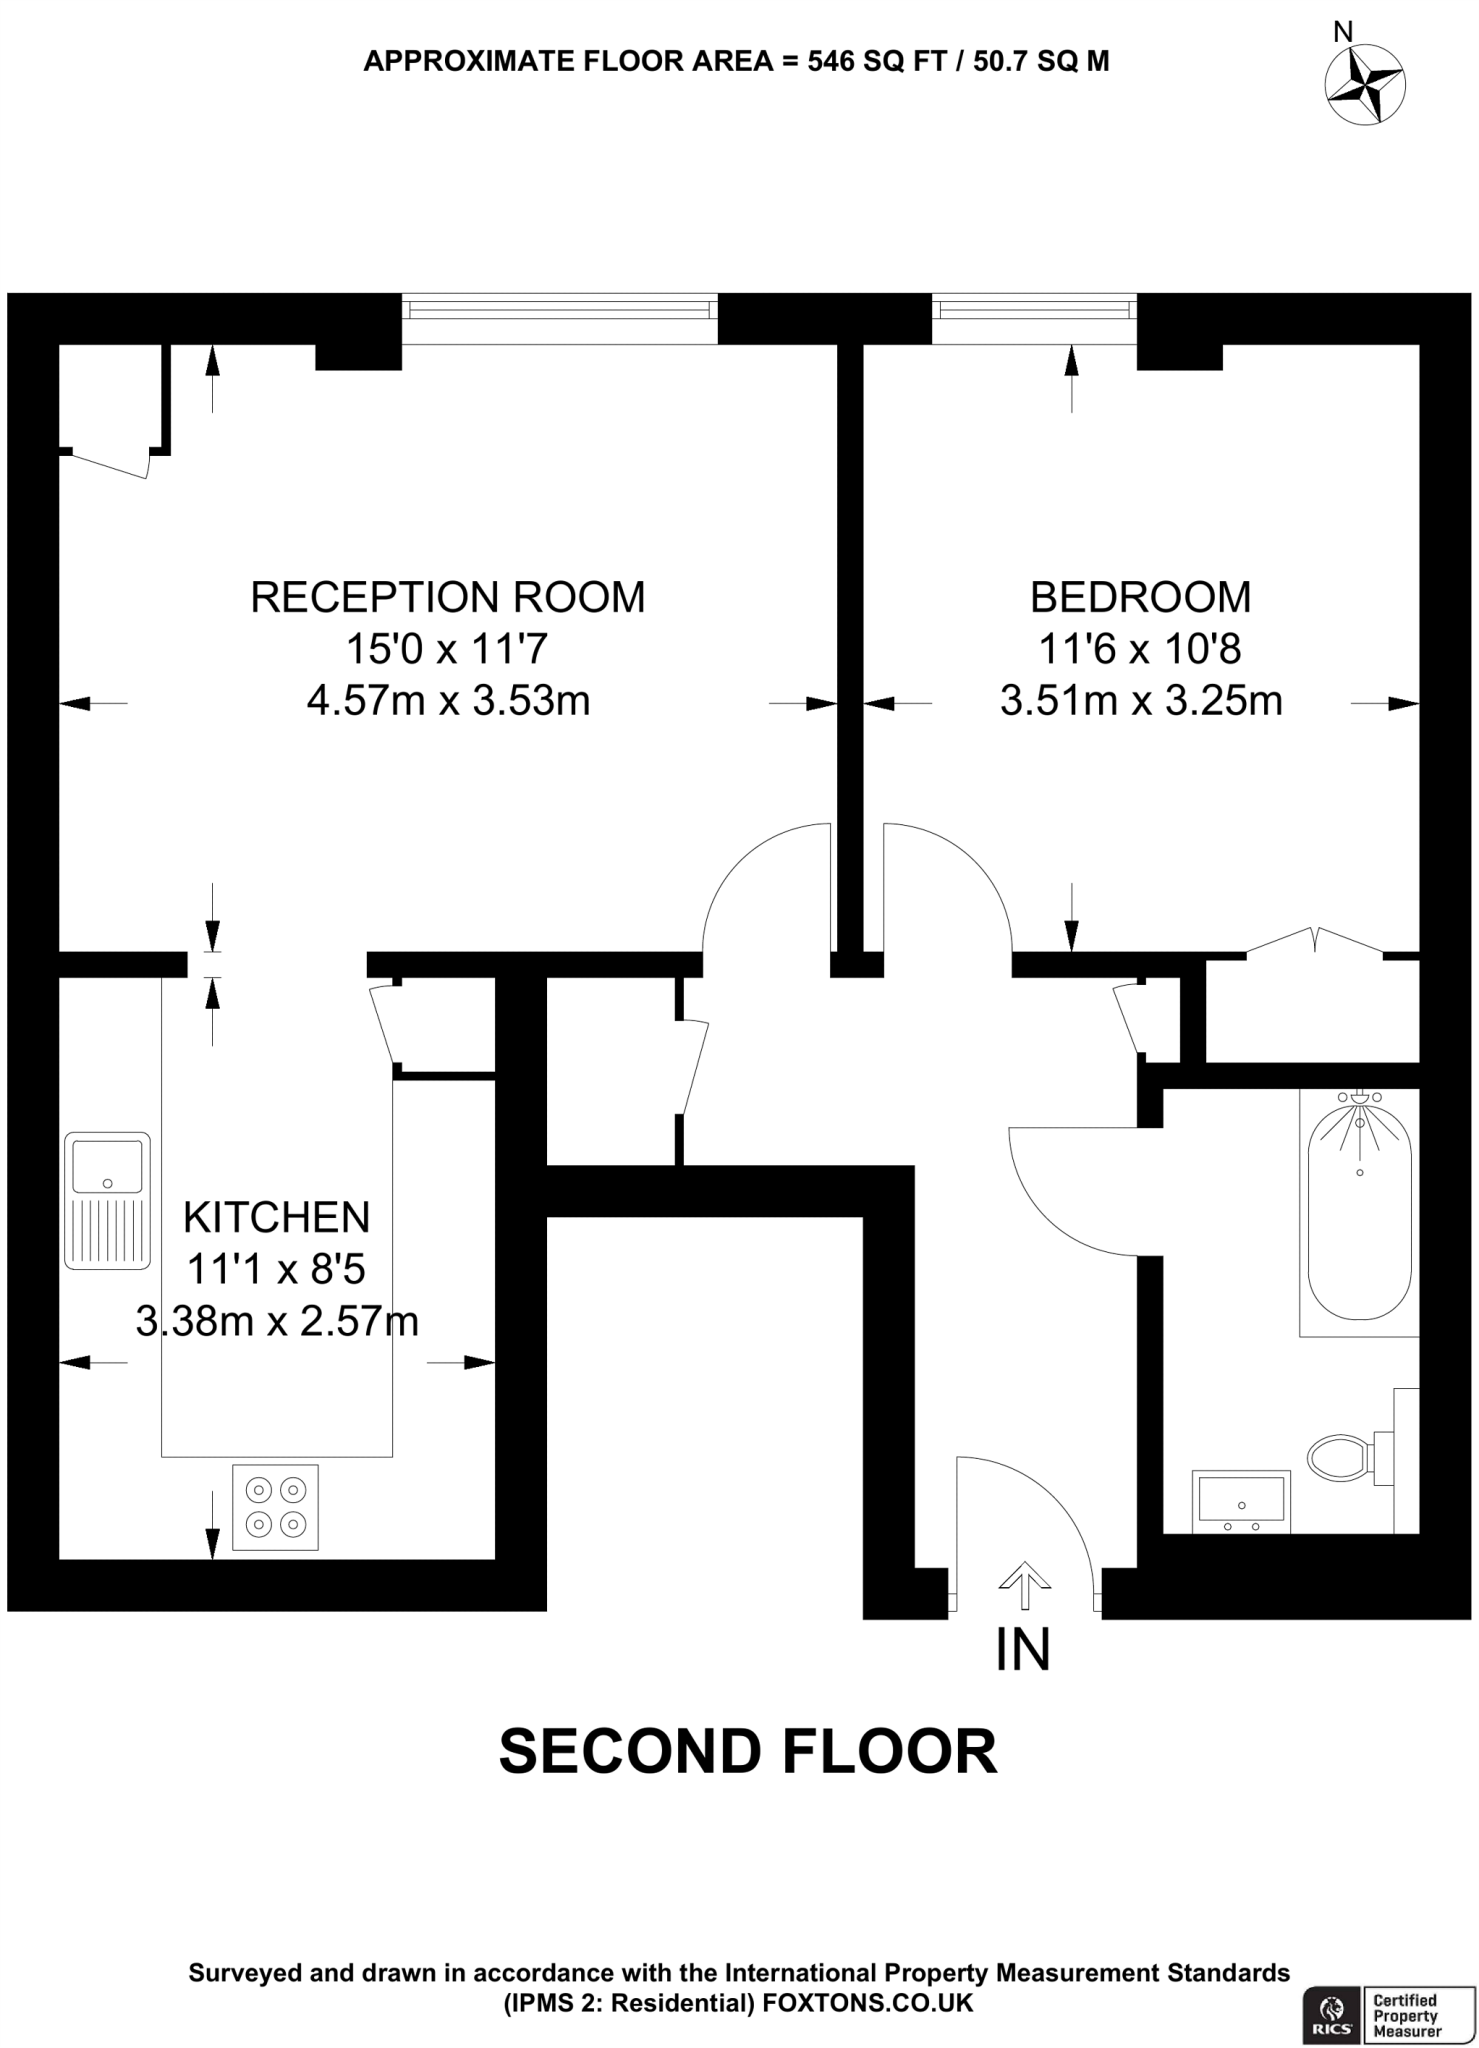 N
APPROXIMATE FLOOR AREA = 546 SQ FT / 50.7 SQ M
RECEPTION ROOM
15'0 x 11'7
4.57m x 3.53m
BEDROOM
11'6 x 10'8
3.51m x 3.25m
KITCHEN
11'1 x 8'5
3.38m x 2.57m
IN
SECOND FLOOR
Surveyed and drawn in accordance with the International Property Measurement Standards
(IPMS 2: Residential) FOXTONS.CO.UK
RICS
Certified
Property
Measurer